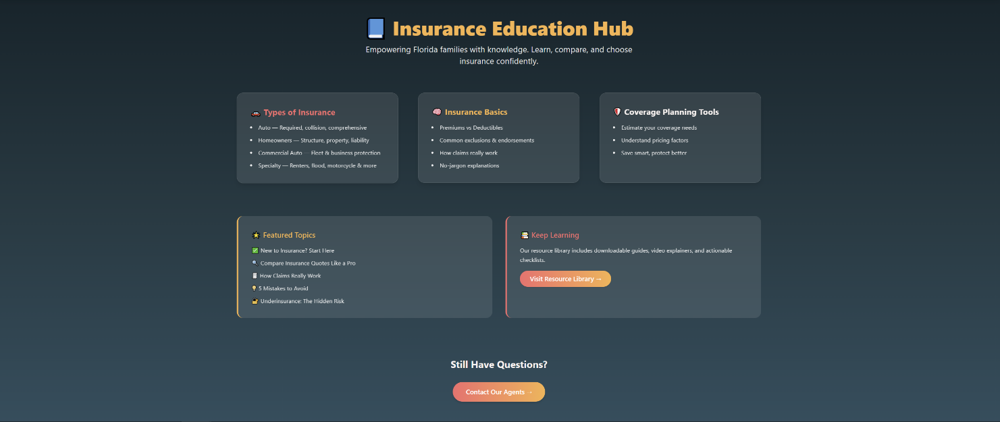 Insurance Education Hub
Empowering Florida families with knowledge. Learn, compare, and choose
insurance confidently.
Types of Insurance
Auto — Required, collision, comprehensive
Homeowners — Structure, property, liability
Commercial Auto — Fleet & business protection
Specialty — Renters, flood, motorcycle & more
Insurance Basics
Premiums vs Deductibles
Common exclusions & endorsements
How claims really work
No-jargon explanations
Coverage Planning Tools
Estimate your coverage needs
Understand pricing factors
Save smart, protect better
Featured Topics
New to Insurance? Start Here
Compare Insurance Quotes Like a Pro
How Claims Really Work
5 Mistakes to Avoid
Underinsurance: The Hidden Risk
Keep Learning
Our resource library includes downloadable guides, video explainers, and actionable
checklists.
Visit Resource Library →
Still Have Questions?
Contact Our Agents →